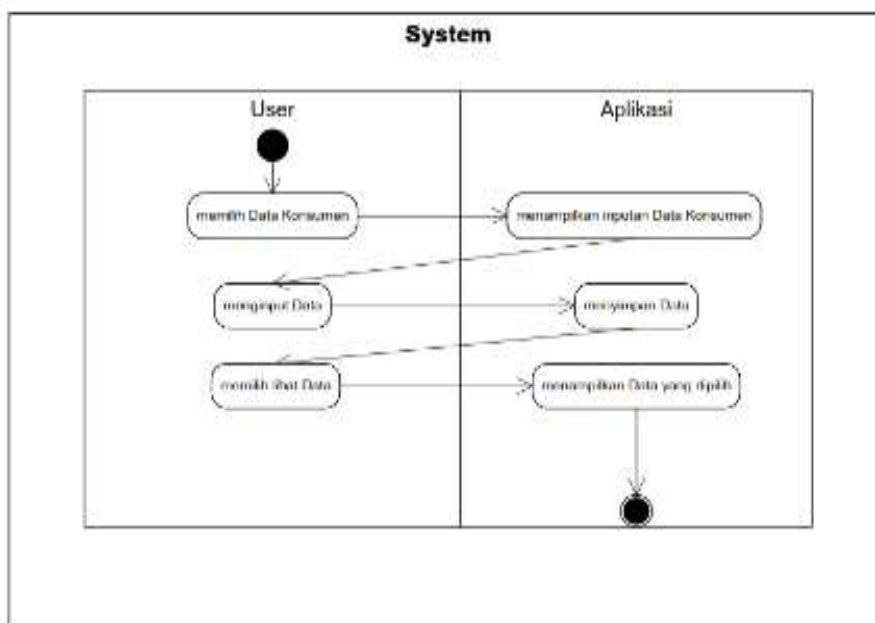 System
User
Aplikasi
memilih Data Konsumen
menampilkan inputan Data Konsumen
menginput Data
menyimpan Data
memilih lihat Data
menampilkan Data yang dipilih